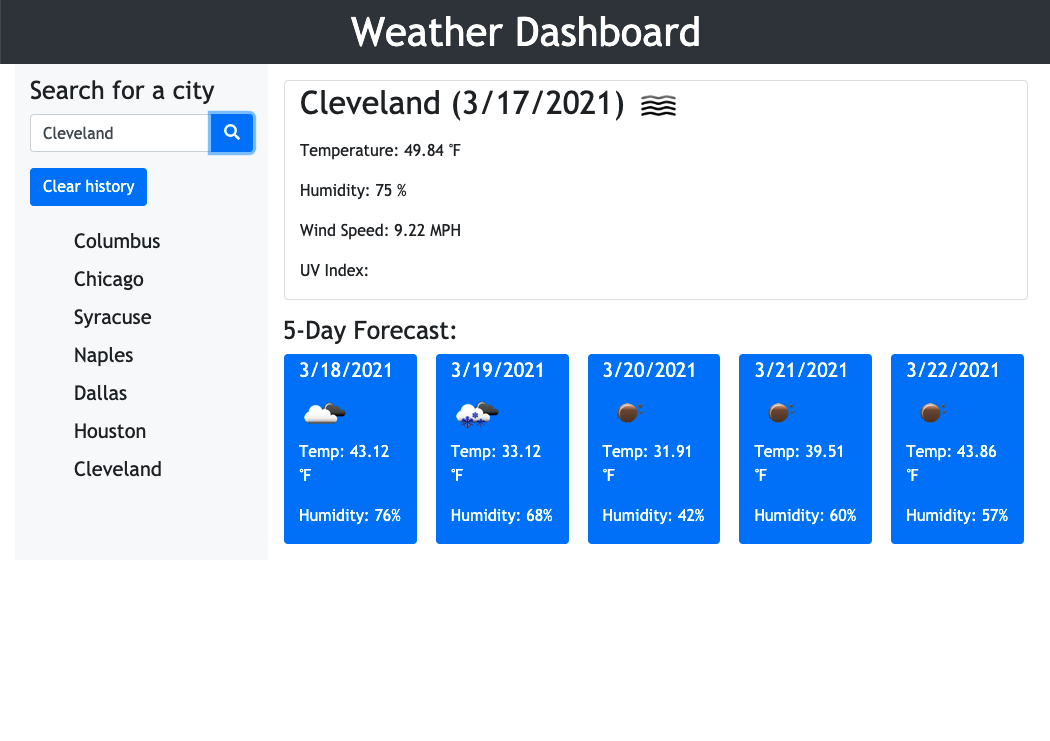 Weather Dashboard
Search for a city
Cleveland
Clear history
Columbus
Chicago
Syracuse
Naples
Dallas
Houston
Cleveland
Cleveland (3/17/2021)
Temperature: 49.84 °F
Humidity: 75 %
Wind Speed: 9.22 MPH
UV Index:
5-Day Forecast:
3/18/2021
Temp: 43.12
°F
Humidity: 76%
3/19/2021
Temp: 33.12
°F
Humidity: 68%
3/20/2021
Temp: 31.91
°F
Humidity: 42%
3/21/2021
Temp: 39.51
°F
Humidity: 60%
3/22/2021
Temp: 43.86
°F
Humidity: 57%